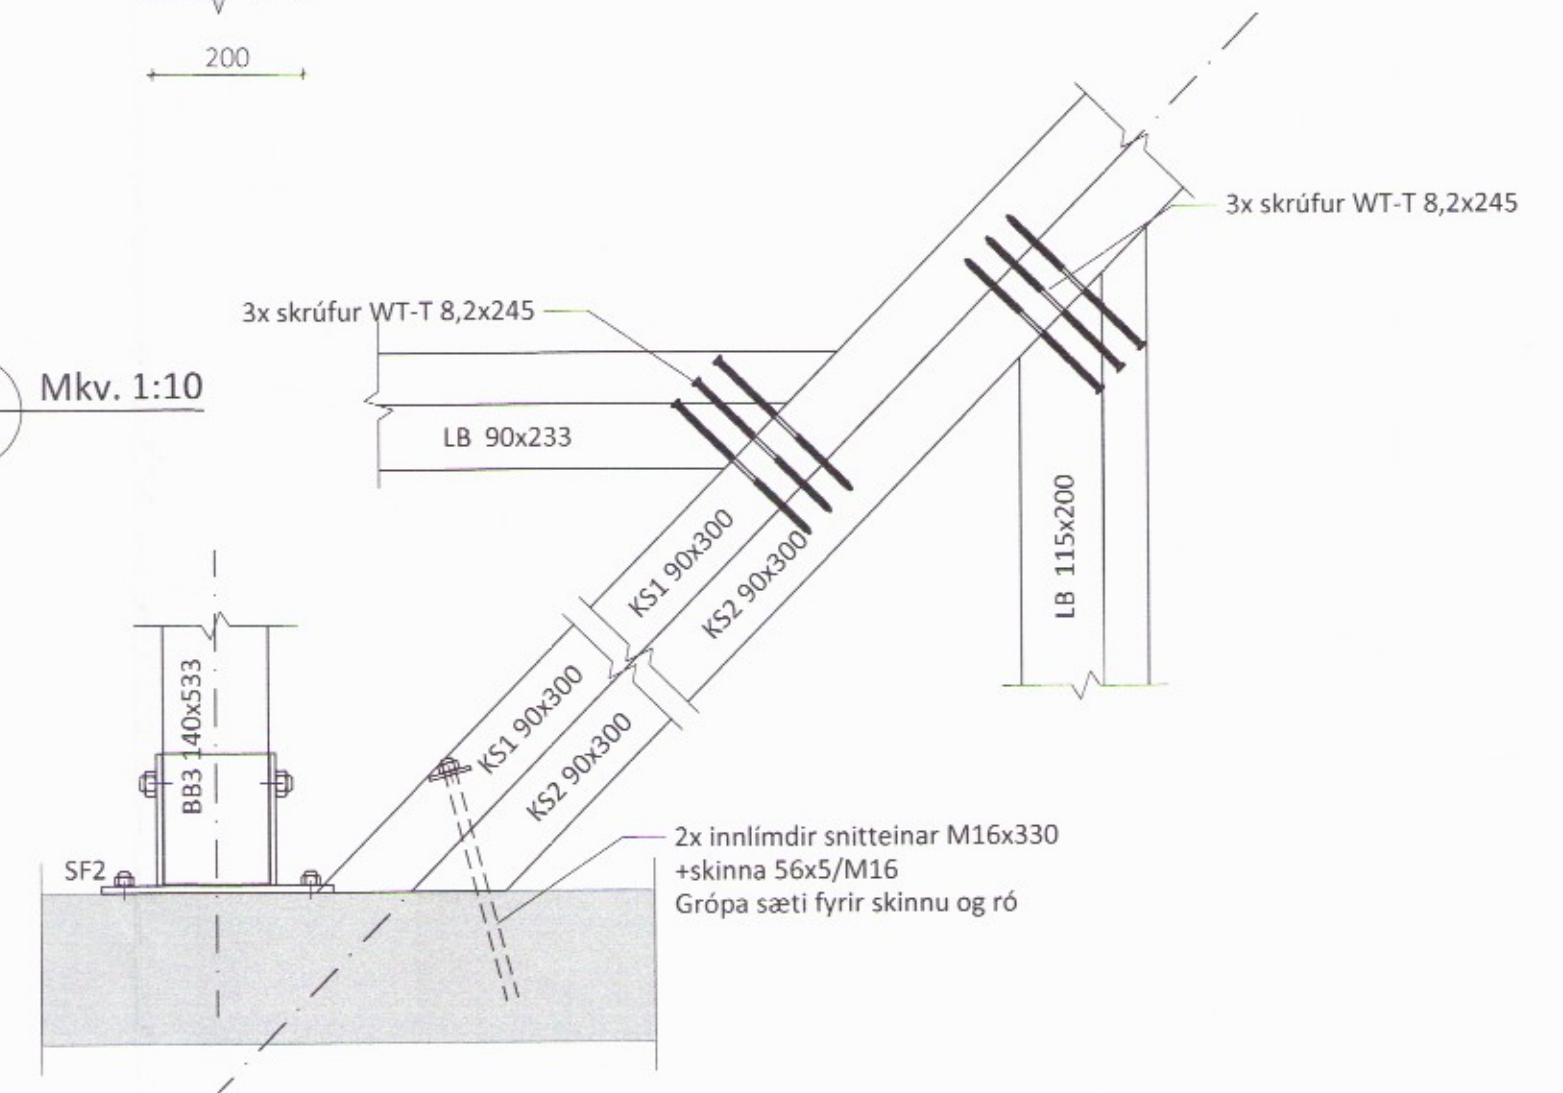 200
3x skrúfur WT-T 8,2x245
3x skrúfur WT-T 8,2x245
Mkv. 1:10
LB 90x233
LB 115x200
KS1 90x300
KS2 90x300
KS1 90x300
KS2 90x300
BB3 140x533
SF2
2x innlímdir snitteinar M16x330
+skinna 56x5/M16
Grópa sæti fyrir skinnu og ró